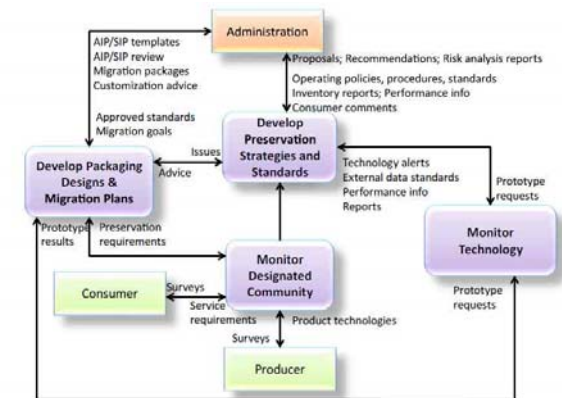 Administration
AIP/SIP templates
AIP/SIP review
Migration packages
Customization advice
Proposals; Recommendations; Risk analysis reports
Operating policies, procedures, standards
Inventory reports; Performance info
Consumer comments
Approved standards
Migration goals
Develop
Preservation
Strategies and
Standards
Issues
Advice
Develop Packaging
Designs &
Migration Plans
Technology alerts
External data standards
Performance info
Reports
Prototype
requests
Prototype
results
Preservation
requirements
Monitor
Technology
Monitor
Designated
Community
Consumer
Surveys
Service
requirements
Product technologies
Surveys
Prototype
requests
Producer